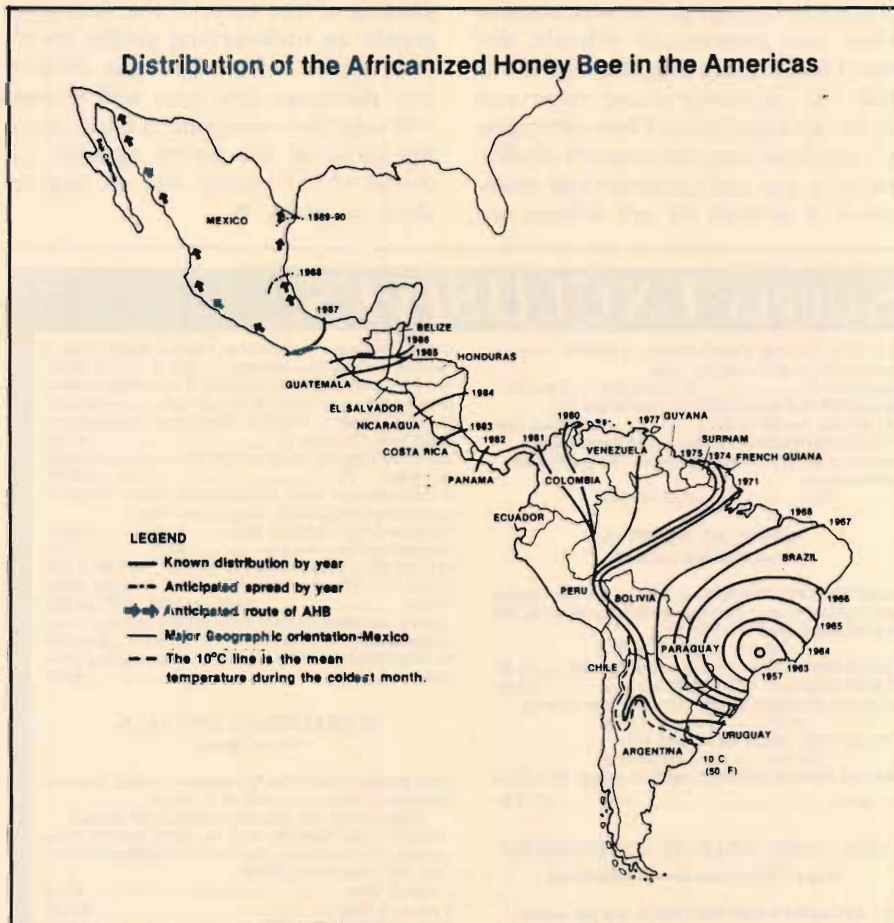 Distribution of the Africanized Honey Bee in the Americas
MEXICO
1989-90
1968
1987
BELIZE
1986
1985
HONDURAS
GUATEMALA
1984
EL SALVADOR
NICARAGUA
1983
COSTA RICA
1982
PANAMA
1981
1980
1977
GUYANA
VENEZUELA
SURINAM
1975
1974
FRENCH GUIANA
1971
COLOMBIA
ECUADOR
1968
1967
BRAZIL
PERU
BOLIVIA
1966
1965
PARAGUAY
1964
CHILE
1963
1957
URUGUAY
ARGENTINA
10 C
(50 F)
LEGEND
Known distribution by year
Anticipated spread by year
Anticipated route of AHB
Major Geographic orientation-Mexico
The 10°C line is the mean
temperature during the coldest month.